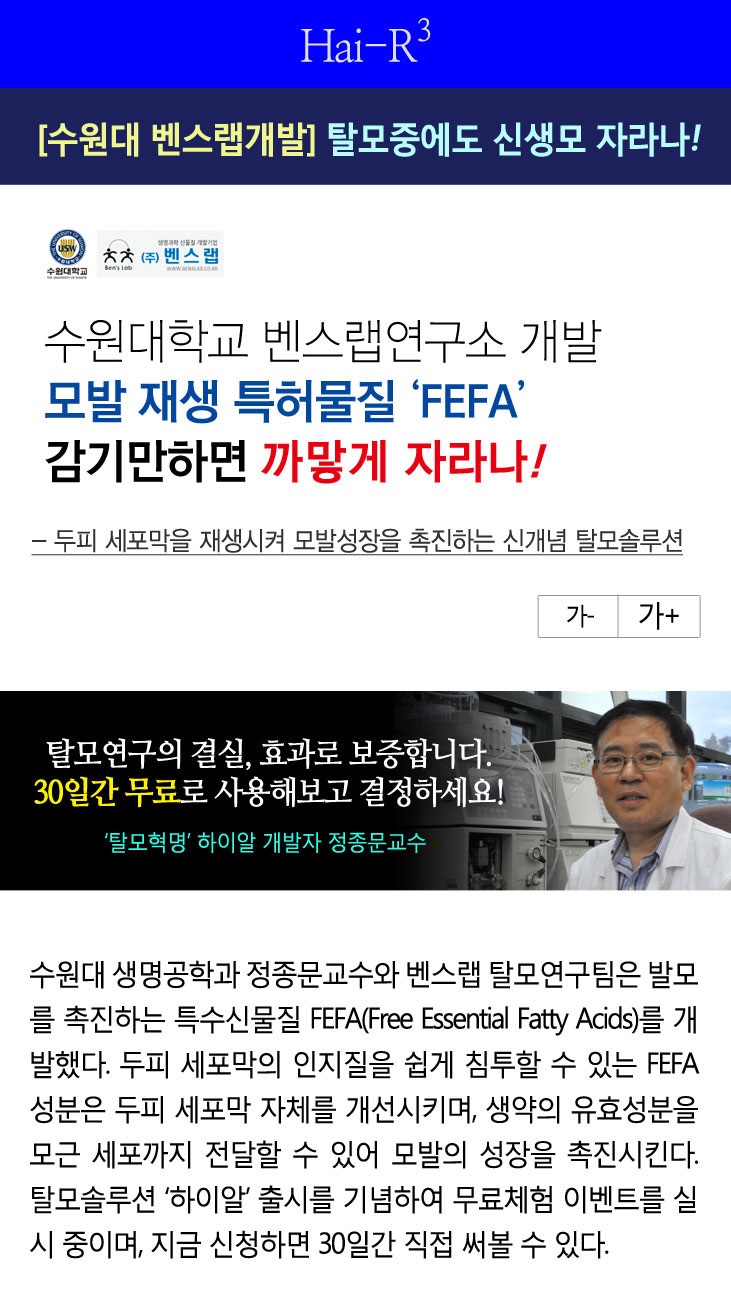 Hai-R³
[수원대 벤스랩개발] 탈모중에도 신생모 자라나!
USW
수원대학교
생명과학 신물질 개발기업
(주) 벤스랩
Ben's Lab
WWW.BENSLAB.CO.KR
수원대학교 벤스랩연구소 개발
모발 재생 특허물질 ‘FEFA’
감기만하면 까맣게 자라나!
– 두피 세포막을 재생시켜 모발성장을 촉진하는 신개념 탈모솔루션
가- 가+
탈모연구의 결실, 효과로 보증합니다.
30일간 무료로 사용해보고 결정하세요!
‘탈모혁명’ 하이알 개발자 정종문교수
수원대 생명공학과 정종문교수와 벤스랩 탈모연구팀은 발모
를 촉진하는 특수신물질 FEFA(Free Essential Fatty Acids)를 개
발했다. 두피 세포막의 인지질을 쉽게 침투할 수 있는 FEFA
성분은 두피 세포막 자체를 개선시키며, 생약의 유효성분을
모근 세포까지 전달할 수 있어 모발의 성장을 촉진시킨다.
탈모솔루션 ‘하이알‘ 출시를 기념하여 무료체험 이벤트를 실
시 중이며, 지금 신청하면 30일간 직접 써볼 수 있다.